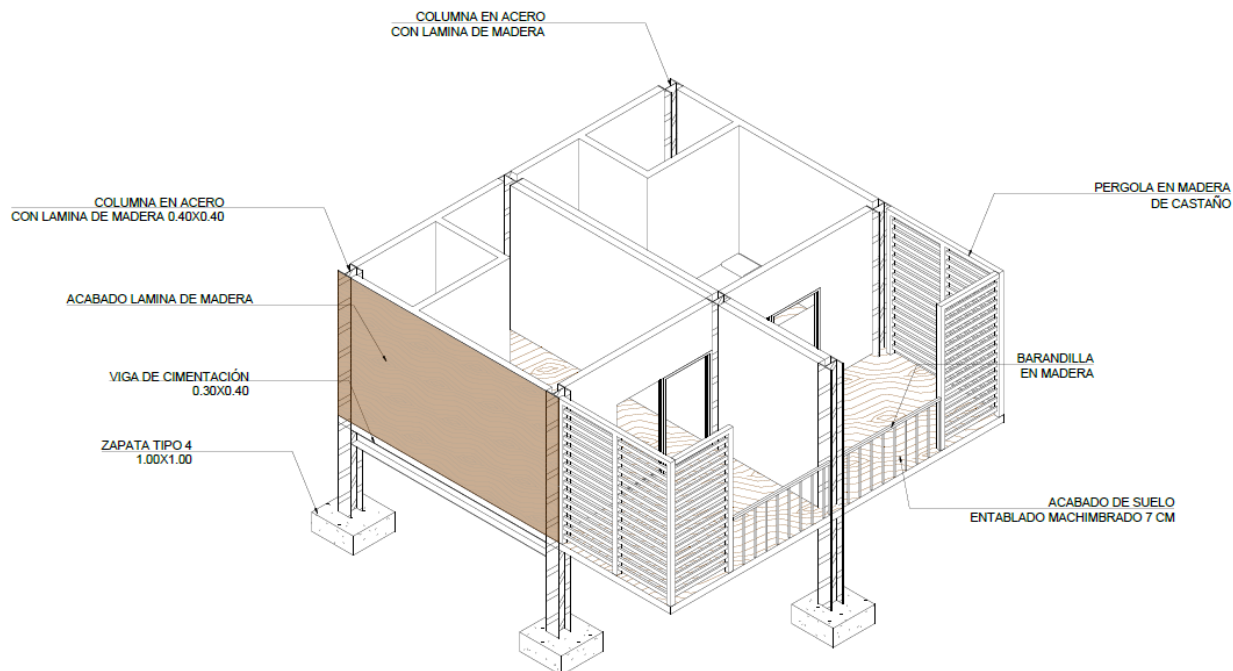 COLUMNA EN ACERO
CON LAMINA DE MADERA
COLUMNA EN ACERO
CON LAMINA DE MADERA 0.40X0.40
PERGOLA EN MADERA
DE CASTAÑO
ACABADO LAMINA DE MADERA
BARANDILLA
EN MADERA
VIGA DE CIMENTACIÓN
0.30X0.40
ZAPATA TIPO 4
1.00X1.00
ACABADO DE SUELO
ENTABLADO MACHIMBRADO 7 CM